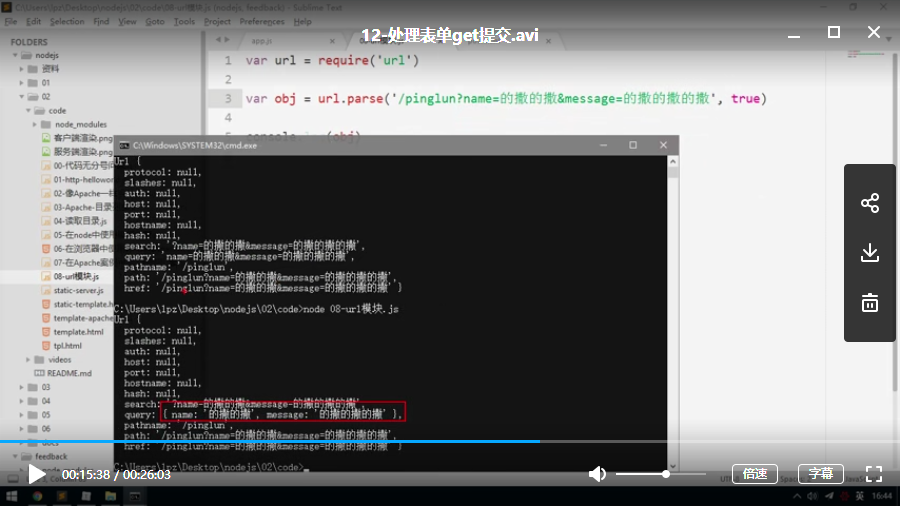 C:\Users\lpz\Desktop\nodejs\02\code\08-url模块.js (nodejs, feedback) - Sublime Text
File Edit Selection Find View Goto Tools Project Preferences Help
12-处理表单get提交.avi
FOLDERS
nodejs
资料
01
02
code
node_modules
客户端渲染.png
服务端渲染.png
00-代码无分号问
01-http-hellowor
02-像Apache一样
03-Apache-目录
04-读取目录.js
05-在node中使用
06-在浏览器中使
07-在Apache案例
08-url模块.js
static-server.js
static-template.h
template-apache
template.html
tpl.html
videos
README.md
03
04
05
06
docs
feedback
app.js
1 var url = require('url')
2
3 var obj = url.parse('/pinglun?name=的撒的撒&message=的撒的撒的撒', true)
4
(obj)
C:\Windows\SYSTEM32\cmd.exe
Url {
protocol: null,
slashes: null,
auth: null,
host: null,
port: null,
hostname: null,
hash: null,
search: '?name=的撒的撒&message=的撒的撒的撒',
query: 'name=的撒的撒&message=的撒的撒的撒',
pathname: '/pinglun',
path: '/pinglun?name=的撒的撒&message=的撒的撒的撒',
href: '/pinglun?name=的撒的撒&message=的撒的撒的撒' }
C:\Users\lpz\Desktop\nodejs\02\code>node 08-url模块.js
Url {
protocol: null,
slashes: null,
auth: null,
host: null,
port: null,
hostname: null,
hash: null,
search: '?name=的撒的撒&message=的撒的撒的撒',
query: { name: '的撒的撒', message: '的撒的撒的撒' },
pathname: '/pinglun',
path: '/pinglun?name=的撒的撒&message=的撒的撒的撒',
href: '/pinglun?name=的撒的撒&message=的撒的撒的撒' }
C:\Users\lpz\Desktop\nodejs\02\code>
00:15:38 / 00:26:03
倍速
字幕
英
16:44